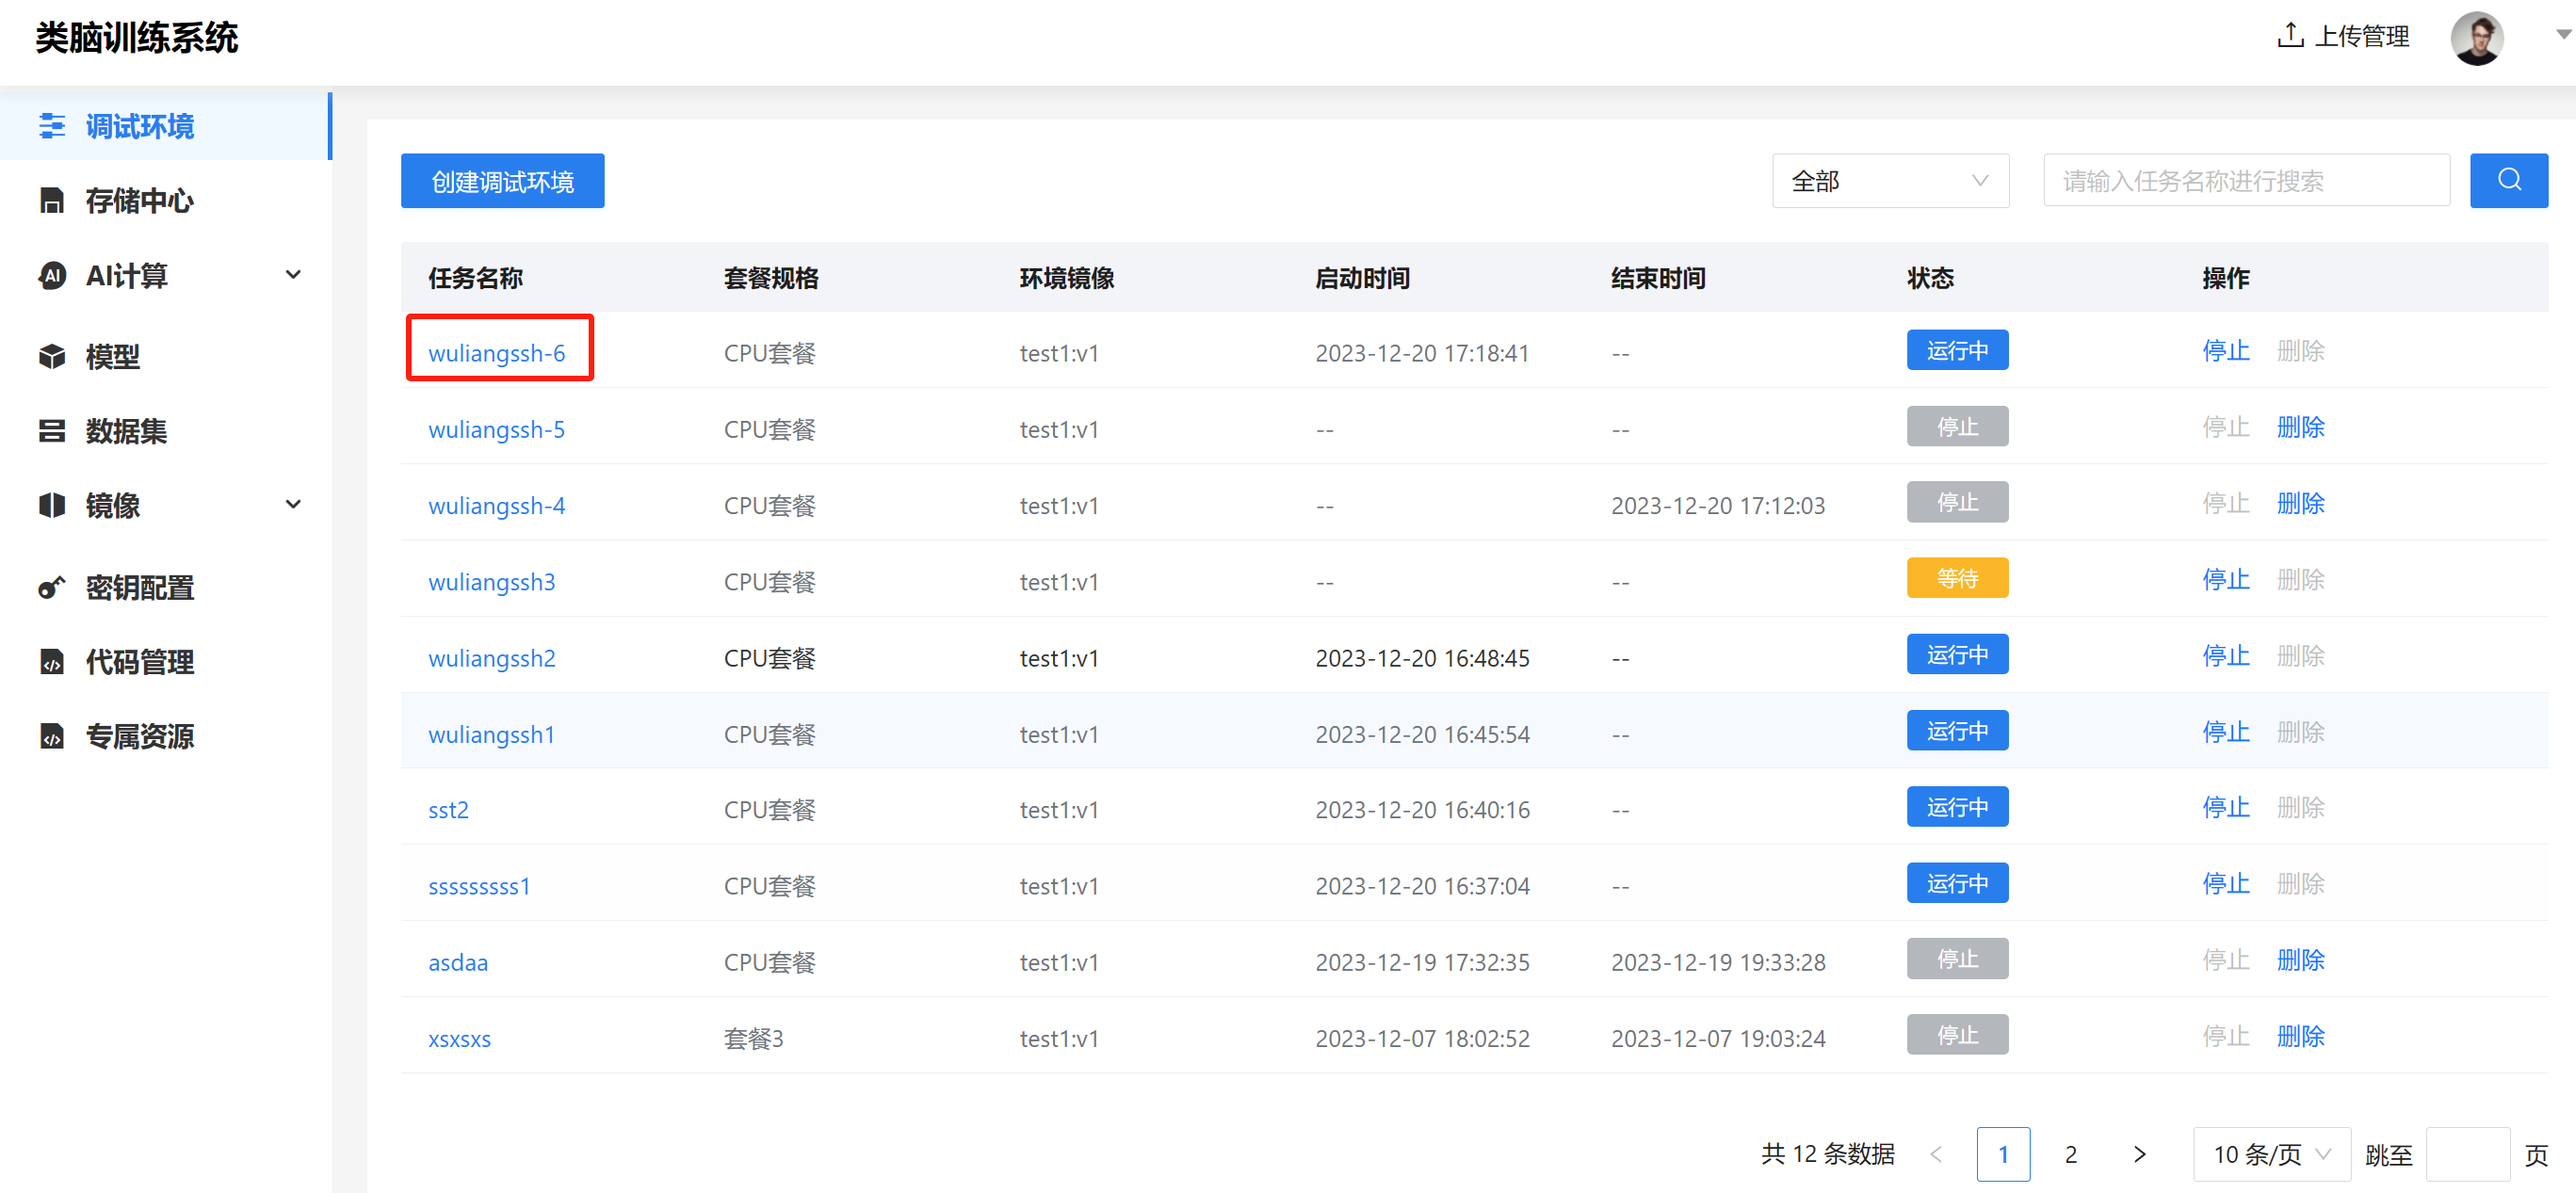 类脑训练系统
上传管理
调试环境
存储中心
AI计算
模型
数据集
镜像
密钥配置
代码管理
专属资源
创建调试环境
全部
请输入任务名称进行搜索
任务名称 套餐规格 环境镜像 启动时间 结束时间 状态 操作
wuliangssh-6 CPU套餐 test1:v1 2023-12-20 17:18:41 -- 运行中 停止 删除
wuliangssh-5 CPU套餐 test1:v1 -- -- 停止 停止 删除
wuliangssh-4 CPU套餐 test1:v1 -- 2023-12-20 17:12:03 停止 停止 删除
wuliangssh3 CPU套餐 test1:v1 -- -- 等待 停止 删除
wuliangssh2 CPU套餐 test1:v1 2023-12-20 16:48:45 -- 运行中 停止 删除
wuliangssh1 CPU套餐 test1:v1 2023-12-20 16:45:54 -- 运行中 停止 删除
sst2 CPU套餐 test1:v1 2023-12-20 16:40:16 -- 运行中 停止 删除
sssssssss1 CPU套餐 test1:v1 2023-12-20 16:37:04 -- 运行中 停止 删除
asdaa CPU套餐 test1:v1 2023-12-19 17:32:35 2023-12-19 19:33:28 停止 停止 删除
xsxsxs 套餐3 test1:v1 2023-12-07 18:02:52 2023-12-07 19:03:24 停止 停止 删除
共 12 条数据 < 1 2 > 10 条/页 跳至 页